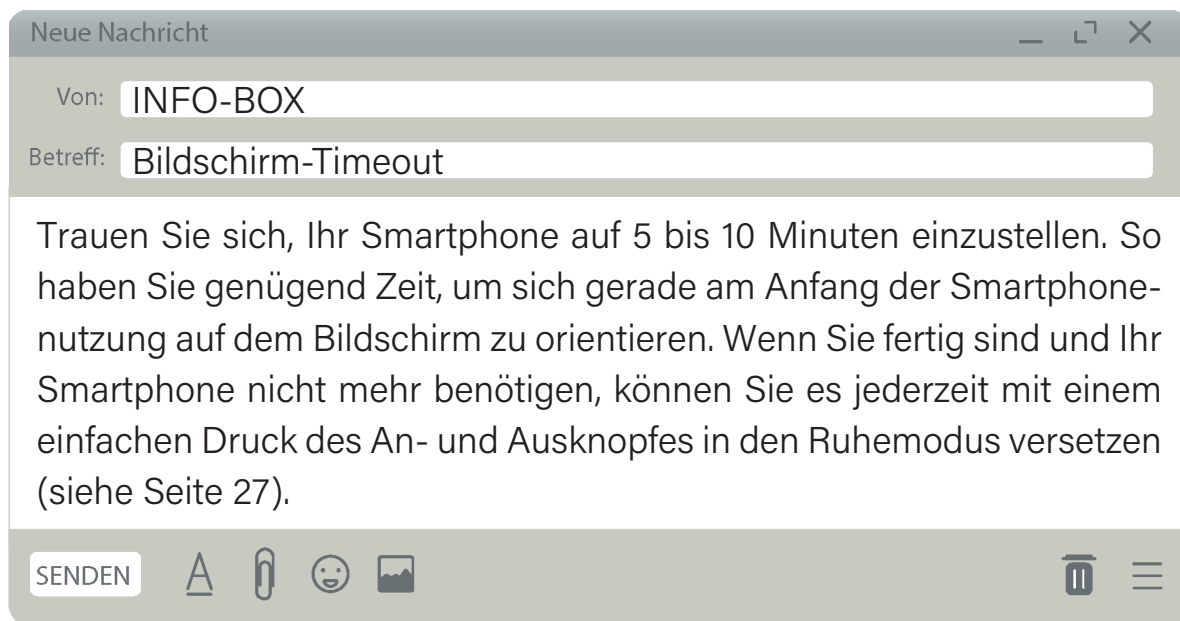 Neue Nachricht
Von: INFO-BOX
Betreff: Bildschirm-Timeout
Trauen Sie sich, Ihr Smartphone auf 5 bis 10 Minuten einzustellen. So
haben Sie genügend Zeit, um sich gerade am Anfang der Smartphone-
nutzung auf dem Bildschirm zu orientieren. Wenn Sie fertig sind und Ihr
Smartphone nicht mehr benötigen, können Sie es jederzeit mit einem
einfachen Druck des An- und Ausknopfes in den Ruhemodus versetzen
(siehe Seite 27).
SENDEN A